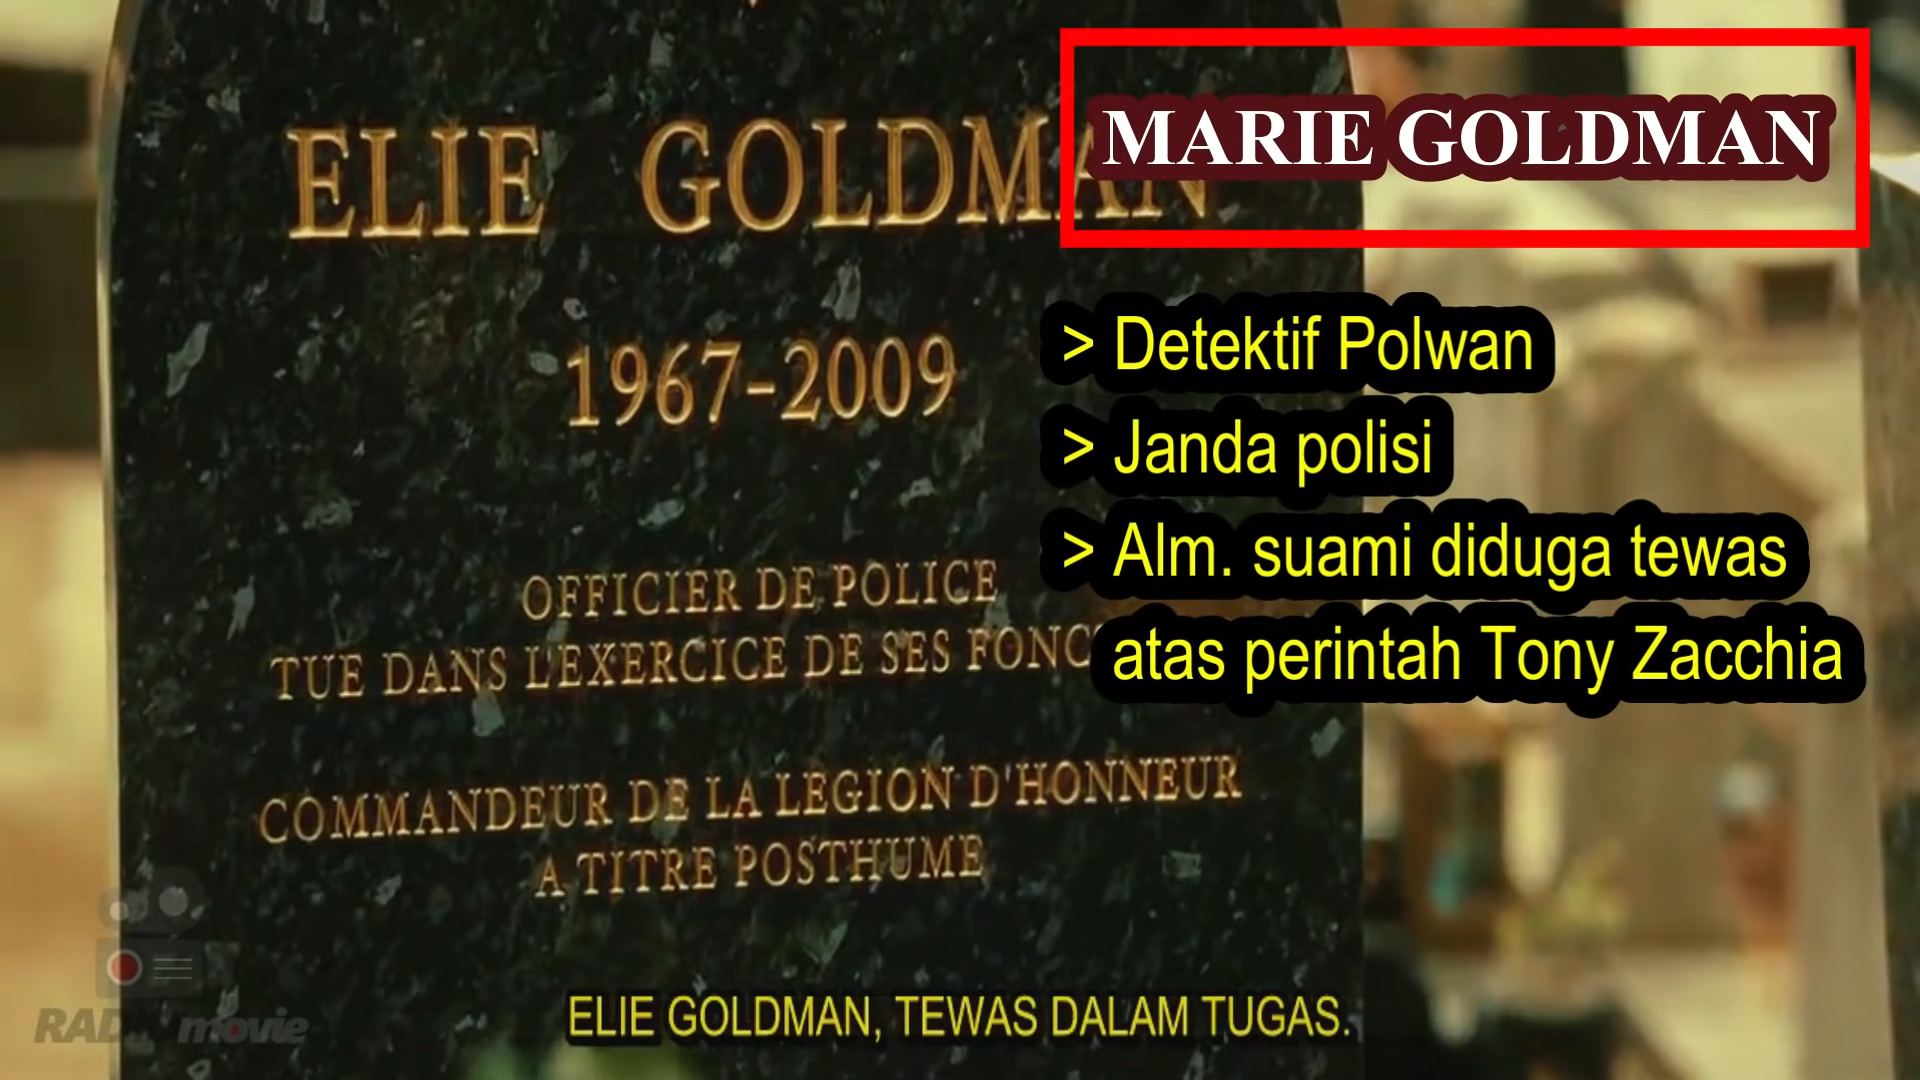 ELIE GOLDMAN
1967-2009
OFFICIER DE POLICE
TUE DANS L'EXERCICE DE SES FONC
COMMANDEUR DE LA LEGION D'HONNEUR
A TITRE POSTHUME
MARIE GOLDMAN
> Detektif Polwan
> Janda polisi
> Alm. suami diduga tewas
atas perintah Tony Zacchia
ELIE GOLDMAN, TEWAS DALAM TUGAS.
movie